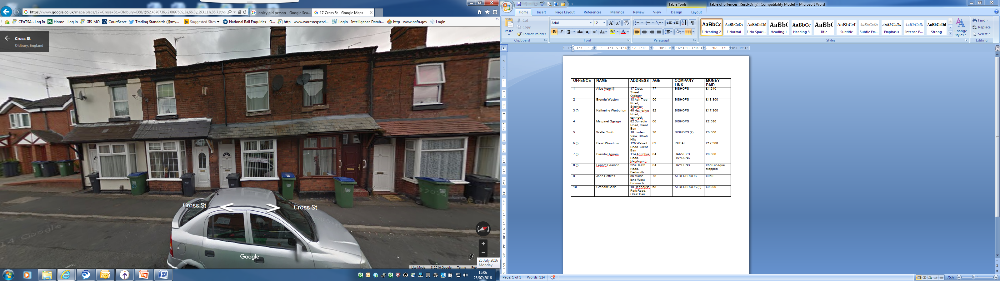 https://www.google.co.uk/maps/place/17+Cross+St,+Oldbury+B68/@52.4870736,-2.0097609,3a,66.8y,293.11h,86.71t/da
lonley old person - Google Sea...
17 Cross St - Google Maps
CEnTSA › Log In
Home - Log in
GIS-MO
CourtServe
Trading Standards (@my...
Suggested Sites
National Rail Enquiries - O...
http--www.worcsregservi...
Login - Intelligence Datab...
http--www.nafn.gov
Login
Cross St
Oldbury, England
Cross St
Cross St
Google
Lite Mode
© 2016 Google
Terms
Rep
25 July 2016
Monday
15:06
25/07/2016
Table Tools
table of offences (Read-Only) [Compatibility Mode] - Microsoft Word
Home
Insert
Page Layout
References
Mailings
Review
View
Design
Layout
Paste
Cut
Copy
Format Painter
Clipboard
Arial
12
Font
Paragraph
AaBbCc
¶ Heading 2
AaBbCcDd
¶ Normal
AaBbCcDd
¶ No Spaci...
AaBb(
Heading 1
AaBbCc
Heading 3
AaBb(
Title
AaBbCcI
Subtitle
AaBbCcDd
Subtle Em...
AaBbCcDd
Emphasis
AaBbCcDd
Intense E...
AaBbCcDd
Strong
Styles
Change
Styles
Find
Replace
Select
Editing
OFFENCE NAME ADDRESS AGE COMPANY LINK MONEY PAID
1 Alice Merchill 17 Cross Street Oldbury 77 BISHOPS £1,240
2 Brenda Weston 18 Ash Tree Road, Stirchley 56 BISHOPS £18,900
3 (f) Katherine Warburton 40 Hatherton Road, cannock 82 BISHOPS £17,900
4 Margaret Gasson 82 Dunedin Road, Great Barr 66 BISHOPS £2,580
5 Walter Smith 10 Linden View, Brown Hills 70 BISHOPS (?) £6,500
6 (f) David Woodrow 126 Walsall Road, Great Barr 62 INITIAL £12,300
7 (f) Brenda Dignam 114 Antrobus Road, Handsworth 84 HARVEYS HAYDENS £8,500
8 (f) Lenord Pearson 224 Heath Road, Bedworth 84 HAYDENS £650 cheque stopped
9 John Griffiths 56 Marsh lane West Bromwich 73 ALDERBROOK £960
10 Graham Carlin 18 Redhouse Park Road, Great Barr 63 ALDERBROOK (?) £9,000
Page: 1 of 1
Words: 124
75%